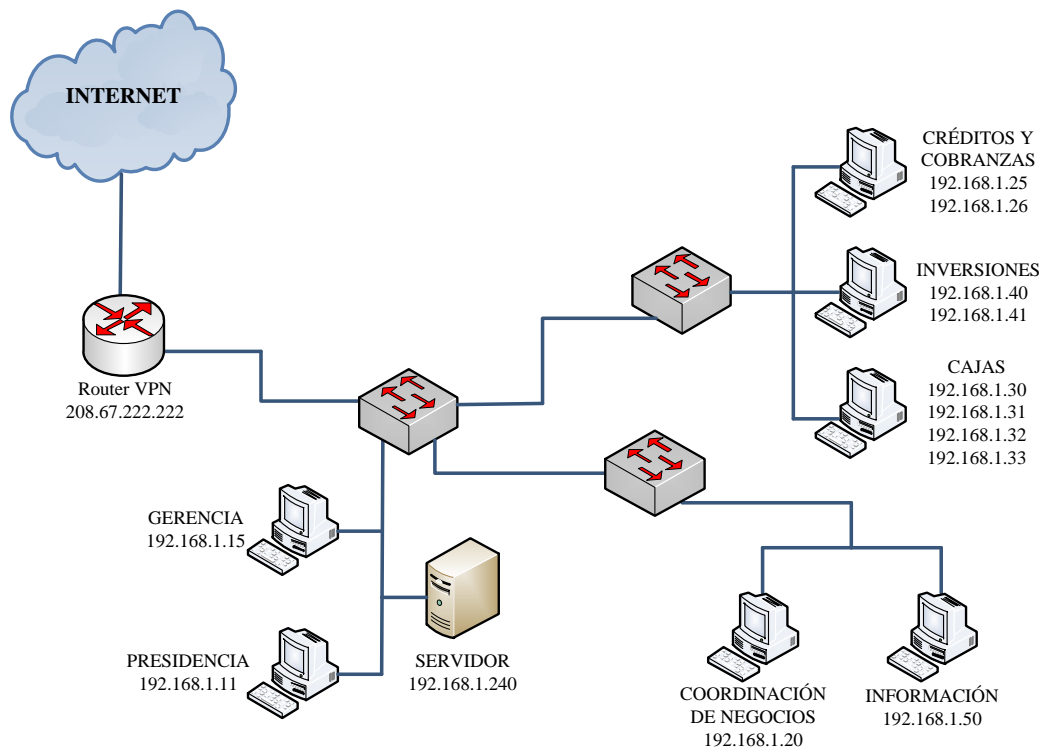 INTERNET
Router VPN
208.67.222.222
CRÉDITOS Y
COBRANZAS
192.168.1.25
192.168.1.26
INVERSIONES
192.168.1.40
192.168.1.41
CAJAS
192.168.1.30
192.168.1.31
192.168.1.32
192.168.1.33
GERENCIA
192.168.1.15
PRESIDENCIA
192.168.1.11
SERVIDOR
192.168.1.240
COORDINACIÓN
DE NEGOCIOS
192.168.1.20
INFORMACIÓN
192.168.1.50